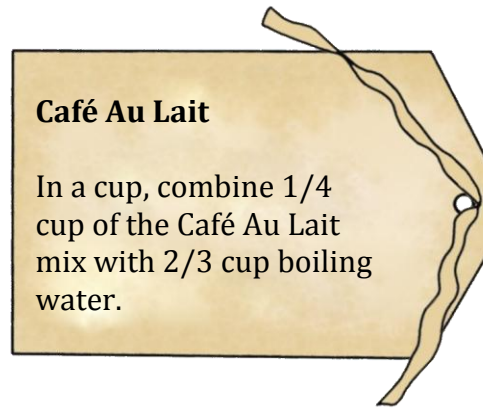 Café Au Lait
In a cup, combine 1/4
cup of the Café Au Lait
mix with 2/3 cup boiling
water.